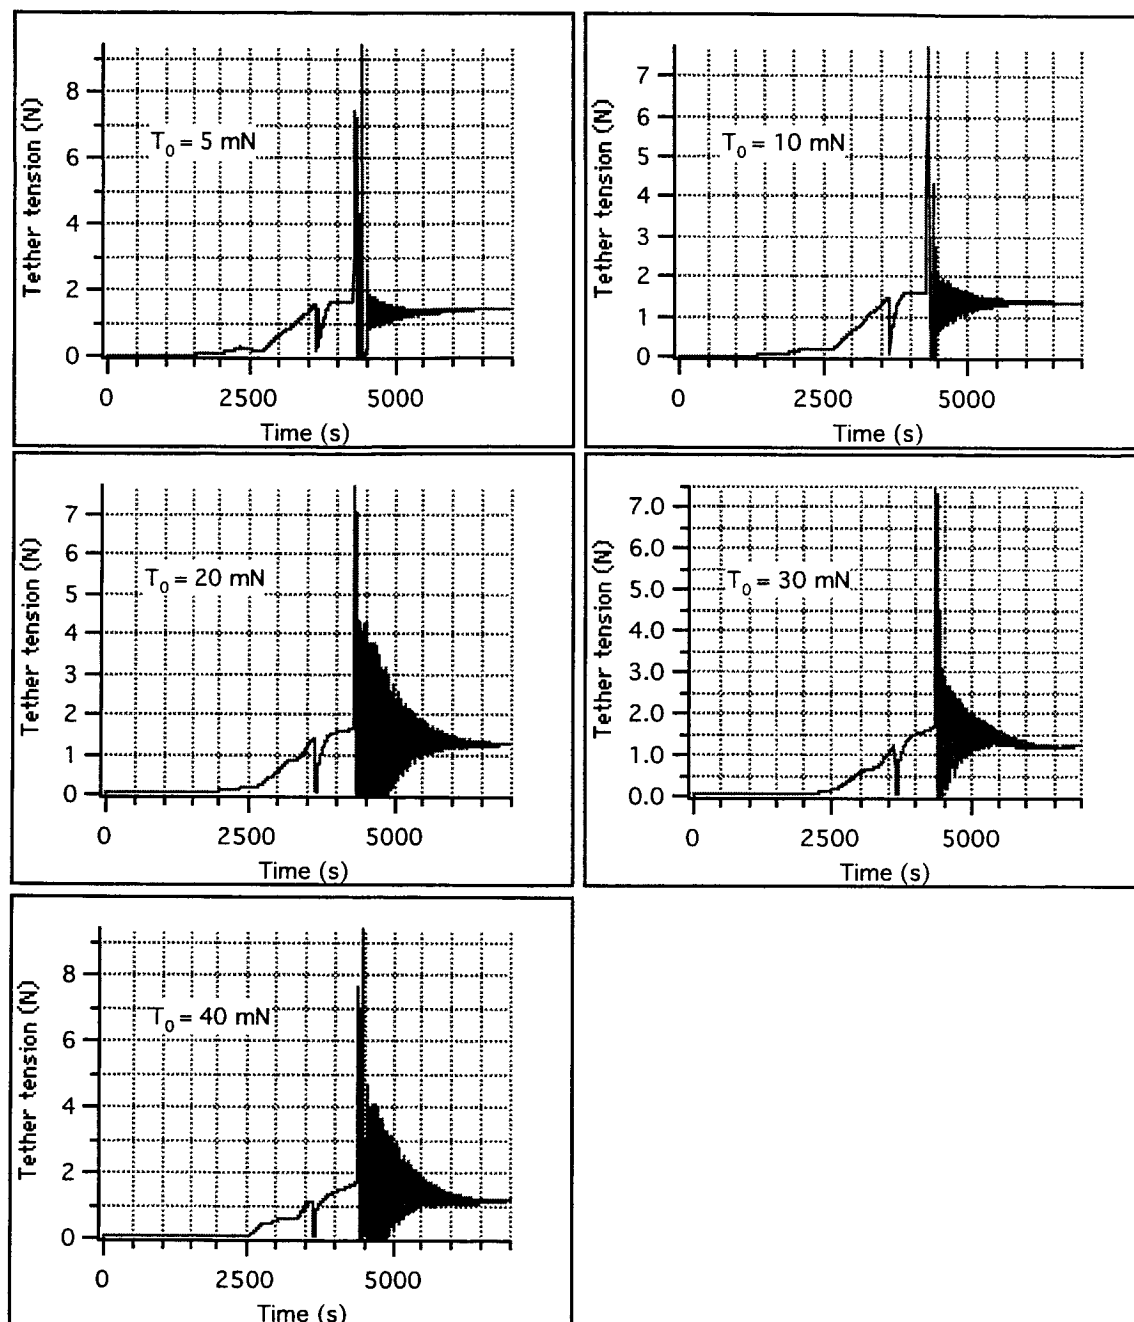 Tether tension (N)
8
6
4
2
0
T0 = 5 mN
0 2500 5000
Time (s)
Tether tension (N)
7
6
5
4
3
2
1
0
T0 = 10 mN
0 2500 5000
Time (s)
Tether tension (N)
7
6
5
4
3
2
1
0
T0 = 20 mN
0 2500 5000
Time (s)
Tether tension (N)
7.0
6.0
5.0
4.0
3.0
2.0
1.0
0.0
T0 = 30 mN
0 2500 5000
Time (s)
Tether tension (N)
8
6
4
2
0
T0 = 40 mN
0 2500 5000
Time (s)